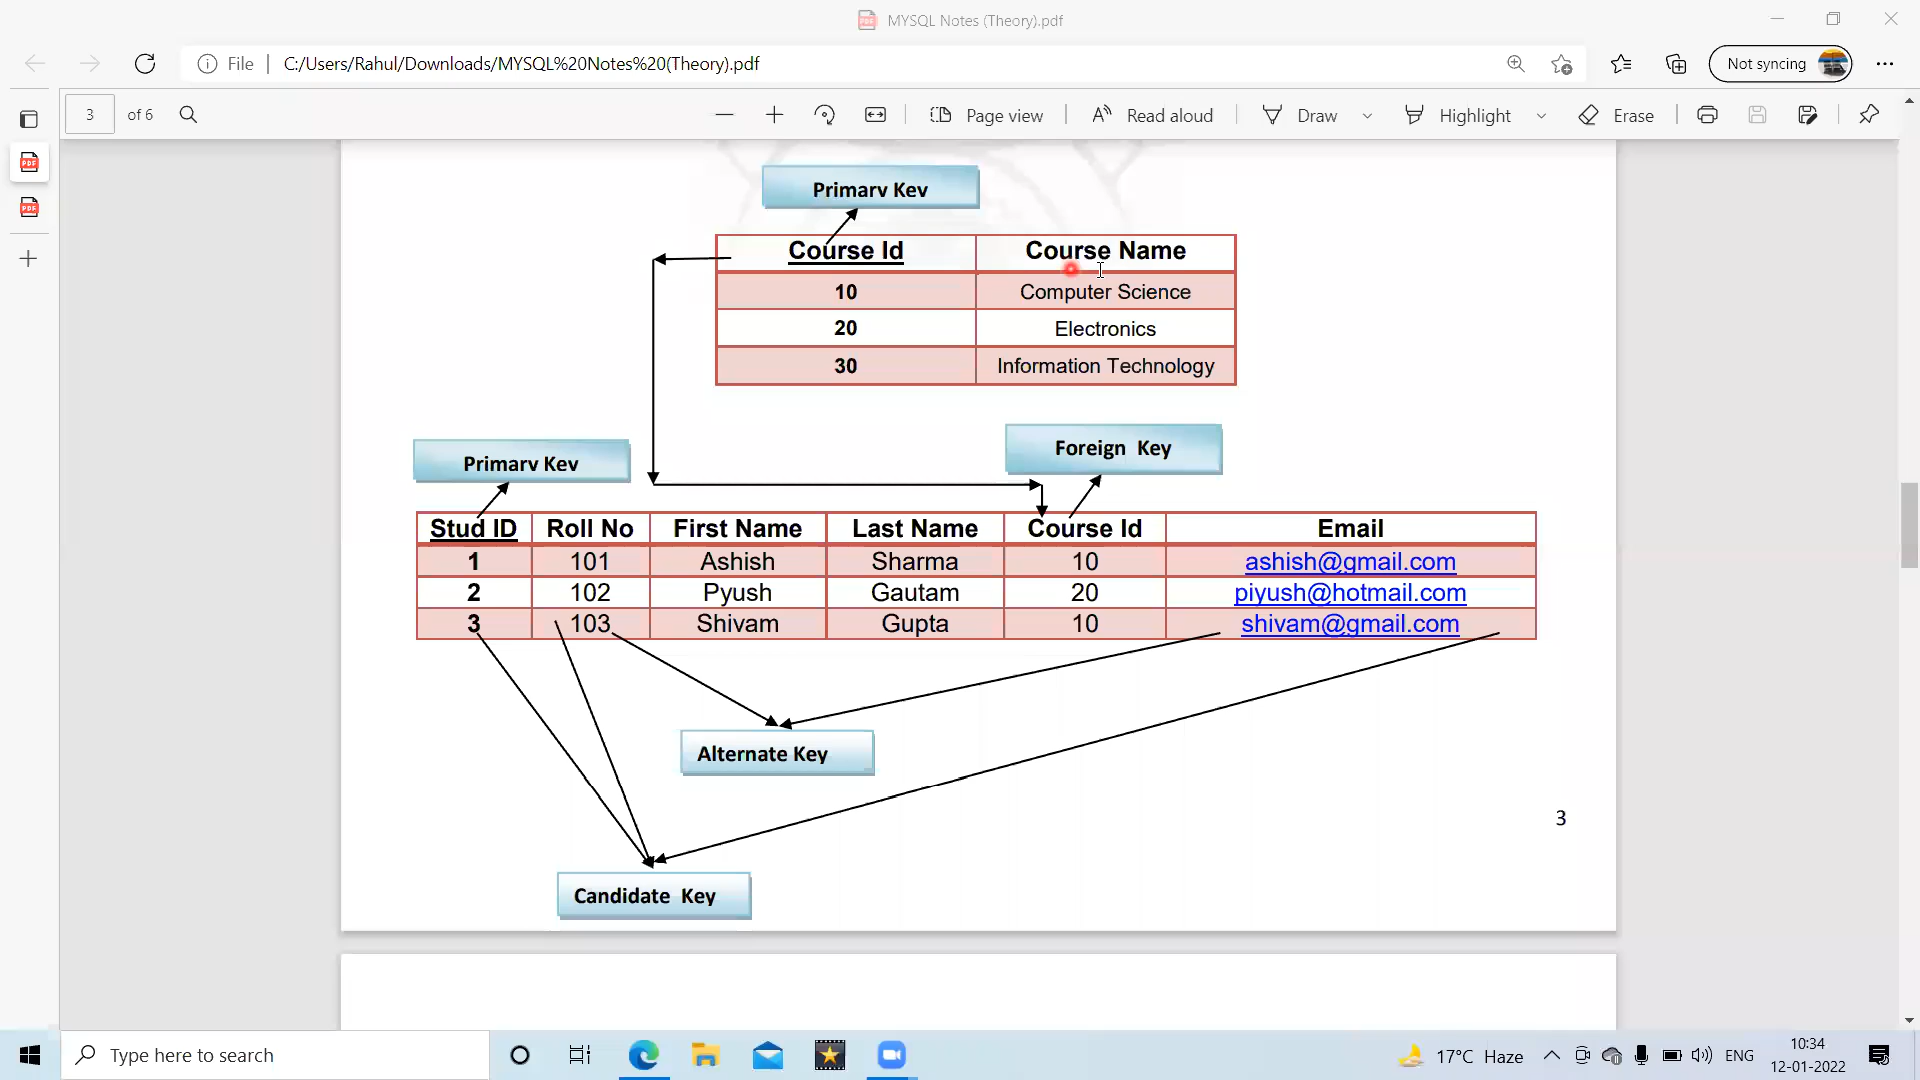 MYSQL Notes (Theory).pdf
File C:/Users/Rahul/Downloads/MYSQL%20Notes%20(Theory).pdf Not syncing
3 of 6 Page view Read aloud Draw Highlight Erase
Primary Key
Course Id Course Name
10 Computer Science
20 Electronics
30 Information Technology
Foreign Key
Primary Key
Stud ID Roll No First Name Last Name Course Id Email
1 101 Ashish Sharma 10 ashish@gmail.com
2 102 Pyush Gautam 20 piyush@hotmail.com
3 103 Shivam Gupta 10 shivam@gmail.com
Alternate Key
3
Candidate Key
Type here to search 17°C Haze ENG 10:34
12-01-2022